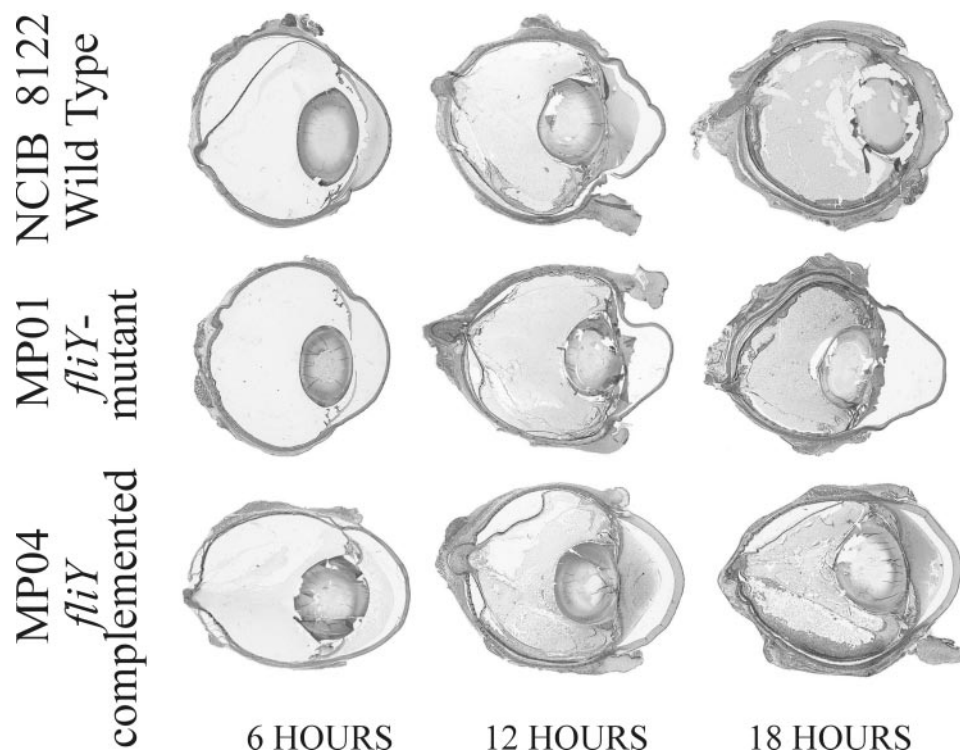 NCIB 8122
Wild Type
MP01
fliY-
mutant
MP04
fliY
complemented
6 HOURS 12 HOURS 18 HOURS